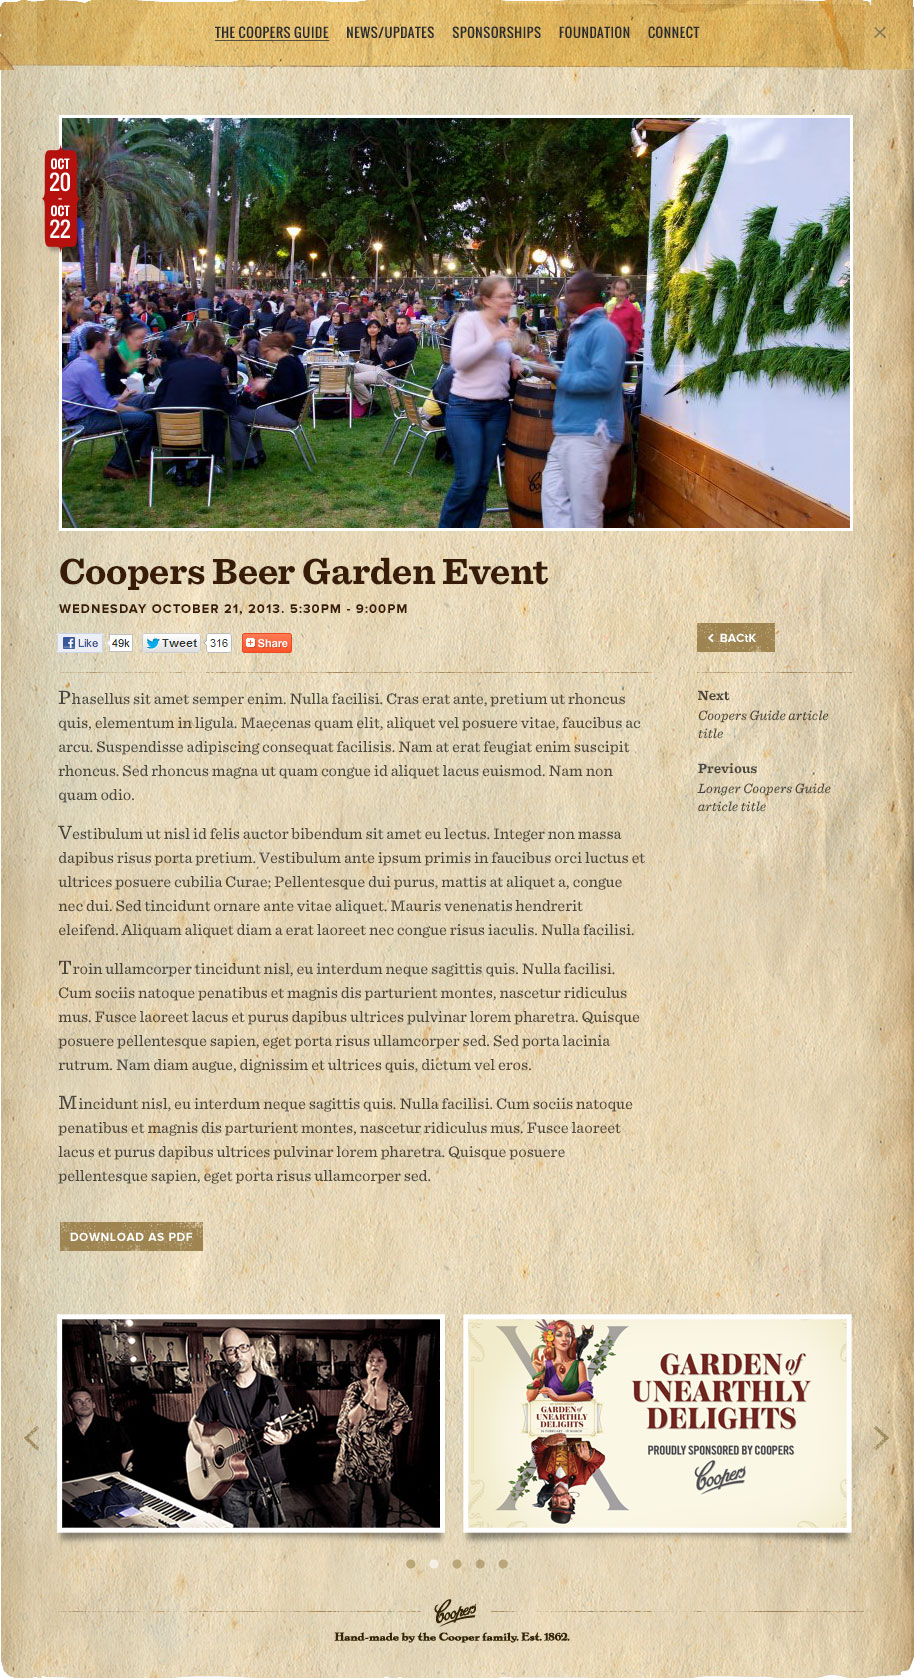 THE COOPERS GUIDE NEWS/UPDATES SPONSORSHIPS FOUNDATION CONNECT
OCT
20
-
OCT
22
Coopers Beer Garden Event
WEDNESDAY OCTOBER 21, 2013. 5:30PM - 9:00PM
Like 49k Tweet 316 Share
BACtK
Phasellus sit amet semper enim. Nulla facilisi. Cras erat ante, pretium ut rhoncus
quis, elementum in ligula. Maecenas quam elit, aliquet vel posuere vitae, faucibus ac
arcu. Suspendisse adipiscing consequat facilisis. Nam at erat feugiat enim suscipit
rhoncus. Sed rhoncus magna ut quam congue id aliquet lacus euismod. Nam non
quam odio.
Vestibulum ut nisl id felis auctor bibendum sit amet eu lectus. Integer non massa
dapibus risus porta pretium. Vestibulum ante ipsum primis in faucibus orci luctus et
ultrices posuere cubilia Curae; Pellentesque dui purus, mattis at aliquet a, congue
nec dui. Sed tincidunt ornare ante vitae aliquet. Mauris venenatis hendrerit
eleifend. Aliquam aliquet diam a erat laoreet nec congue risus iaculis. Nulla facilisi.
Troin ullamcorper tincidunt nisl, eu interdum neque sagittis quis. Nulla facilisi.
Cum sociis natoque penatibus et magnis dis parturient montes, nascetur ridiculus
mus. Fusce laoreet lacus et purus dapibus ultrices pulvinar lorem pharetra. Quisque
posuere pellentesque sapien, eget porta risus ullamcorper sed. Sed porta lacinia
rutrum. Nam diam augue, dignissim et ultrices quis, dictum vel eros.
Mincidunt nisl, eu interdum neque sagittis quis. Nulla facilisi. Cum sociis natoque
penatibus et magnis dis parturient montes, nascetur ridiculus mus. Fusce laoreet
lacus et purus dapibus ultrices pulvinar lorem pharetra. Quisque posuere
pellentesque sapien, eget porta risus ullamcorper sed.
Next
Coopers Guide article
title
Previous
Longer Coopers Guide
article title
DOWNLOAD AS PDF
GARDEN of
UNEARTHLY
DELIGHTS
GARDEN of
UNEARTHLY
DELIGHTS
PROUDLY SPONSORED BY COOPERS
Coopers
Coopers
Hand-made by the Cooper family. Est. 1862.